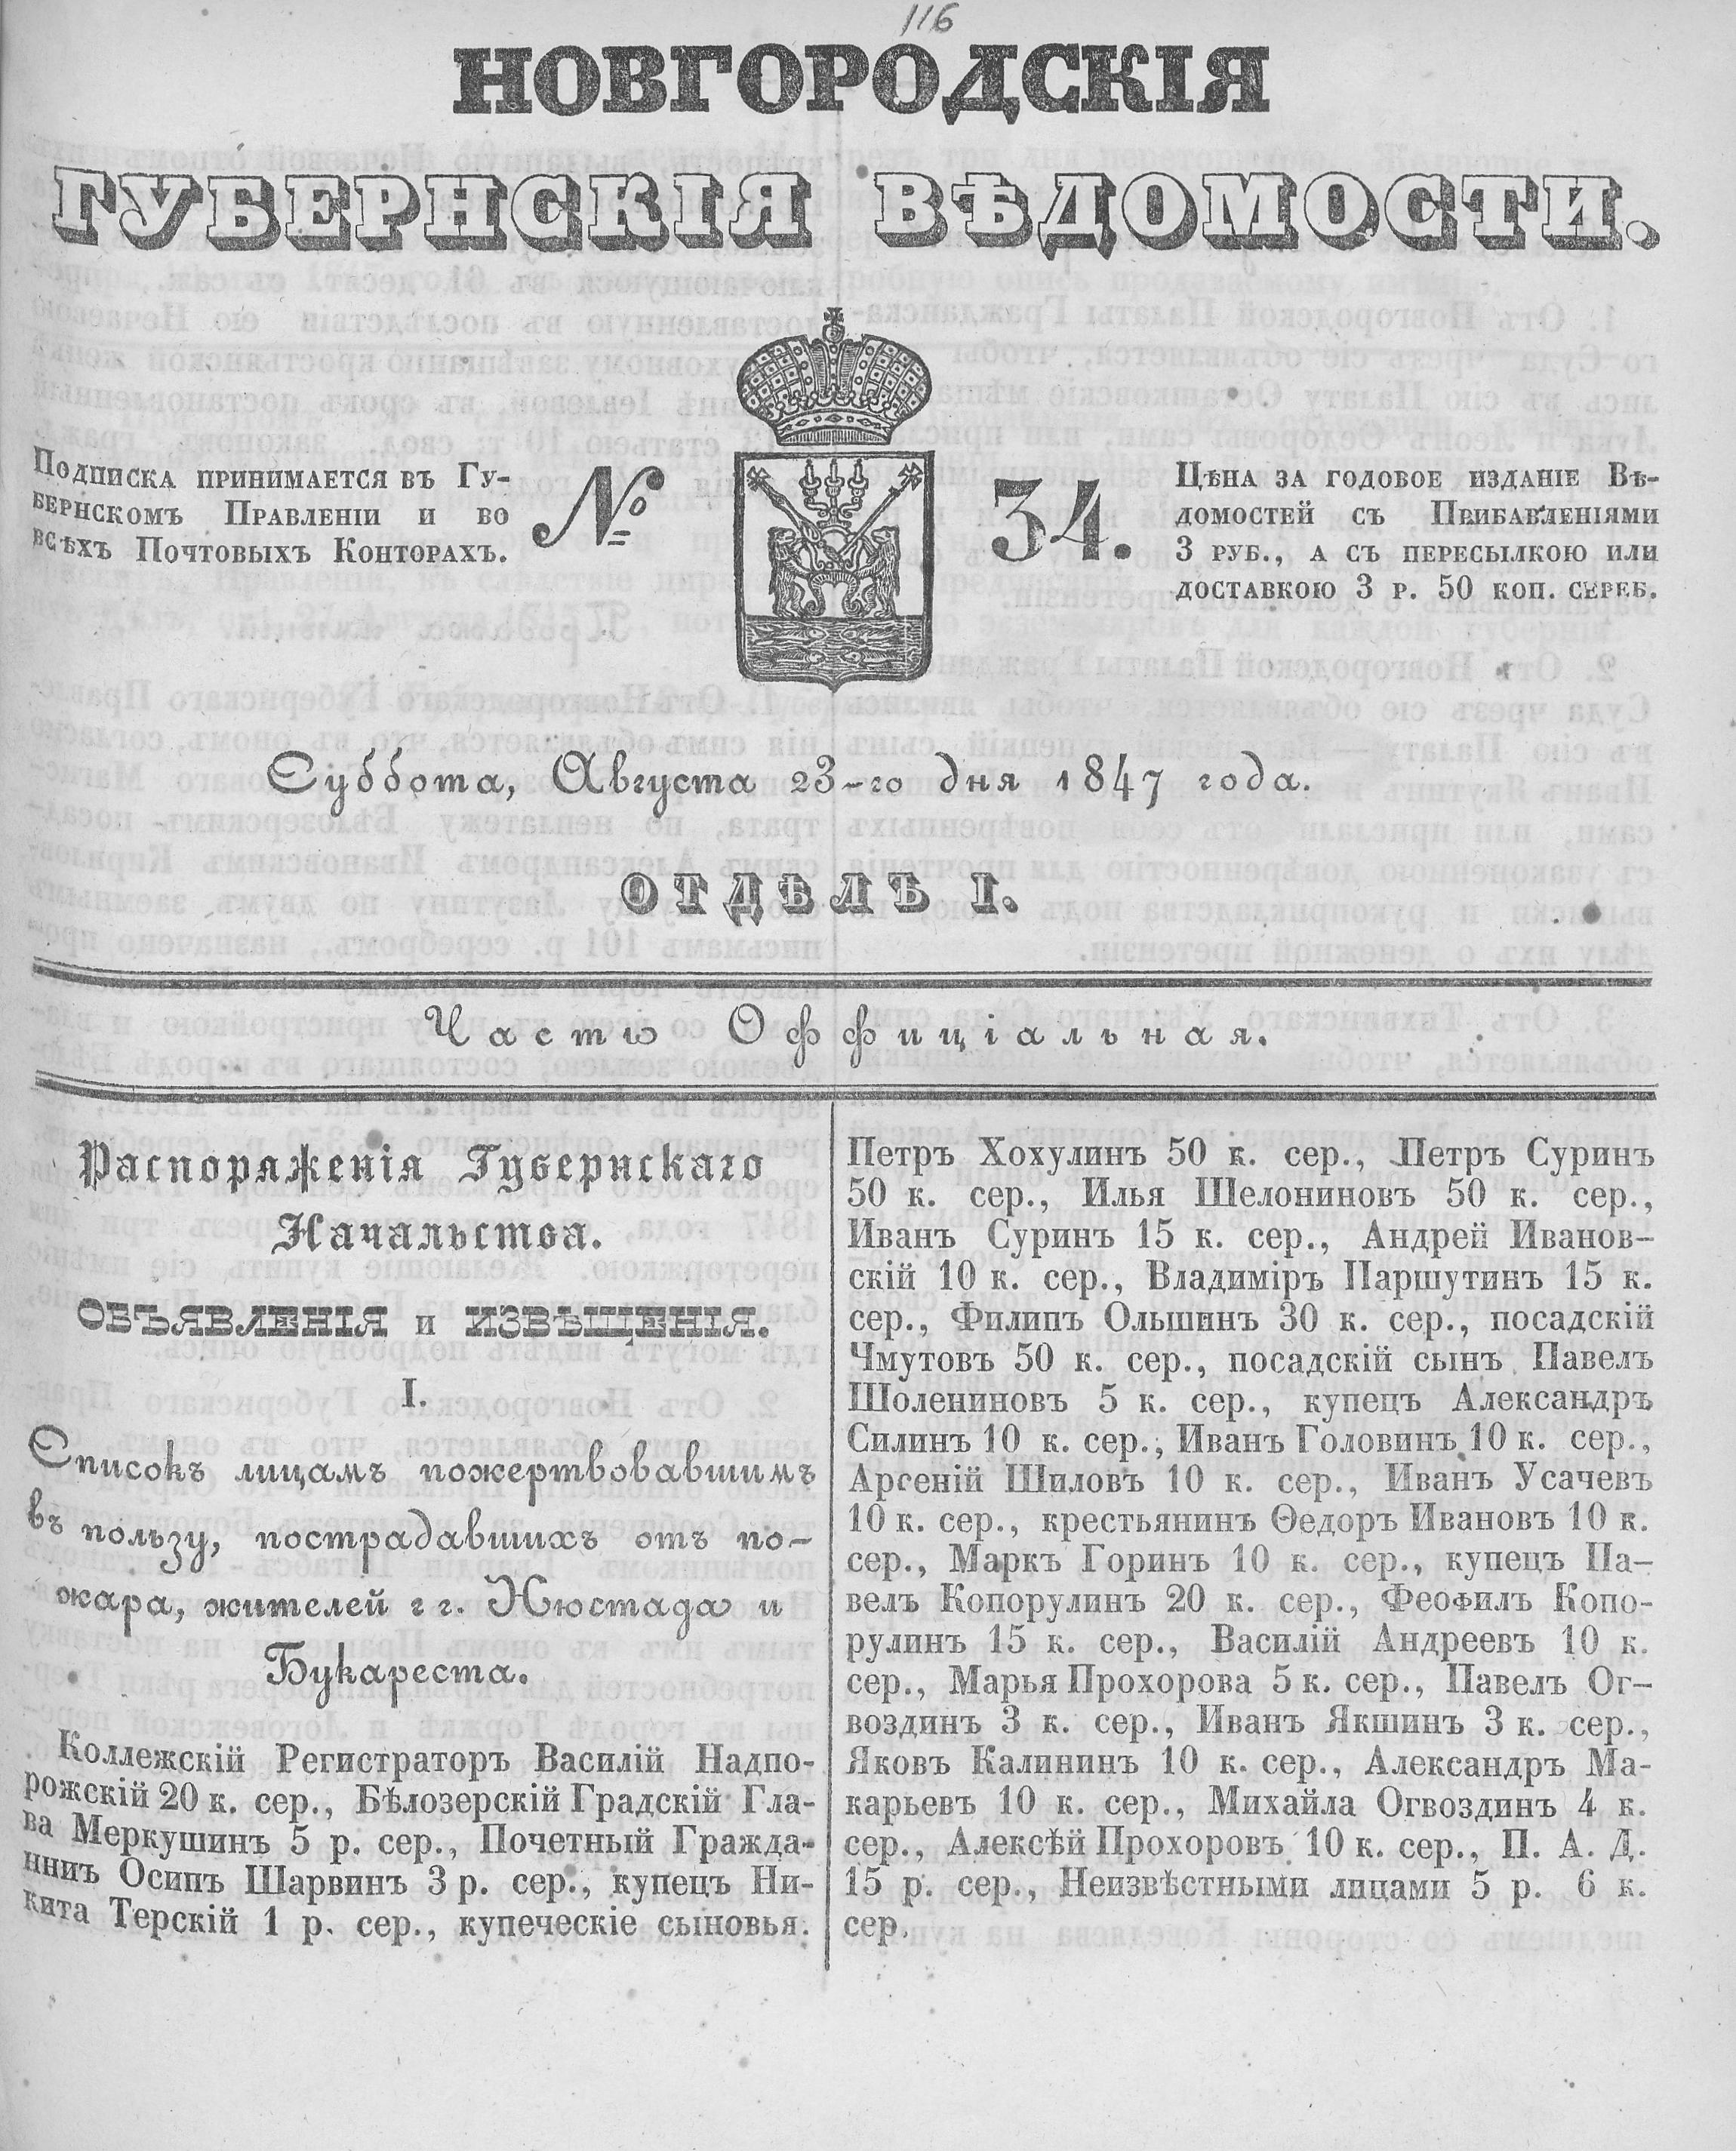 116
НОВГОРОДСКІЯ
ГУБЕРНСКІЯ ВѢДОМОСТИ.
Подписка принимается въ Гу-
бернскомъ Правленіи и во
всѣхъ Почтовыхъ Конторахъ.
№ 34.
Цѣна за годовое изданіе Вѣ-
домостей съ Прибавленіями
3 руб., а съ пересылкою или
доставкою 3 р. 50 коп. сереб.
Суббота, Августа 23-го дня 1847 года.
ОТДѢЛЪ I.
Часть Оффиціальная.
Распоряженія Губернскаго
Начальства.
ОБЪЯВЛЕНІЯ и ИЗВѢЩЕНІЯ.
I.
Списокъ лицамъ пожертвовавшимъ
въ пользу, пострадавшихъ отъ по-
жара, жителей гг. Нюстада и
Букареста.
Коллежскій Регистраторъ Василій Надпо-
рожскій 20 к. сер., Бѣлозерскій Градскій Гла-
ва Меркушинъ 5 р. сер., Почетный Гражда-
нинъ Осипъ Шарвинъ 3 р. сер., купецъ Ни-
кита Терскій 1 р. сер., купеческіе сыновья.
Петръ Хохулинъ 50 к. сер., Петръ Суринъ
50 к. сер., Илья Шелониновъ 50 к. сер.,
Иванъ Суринъ 15 к. сер., Андрей Иванов-
скій 10 к. сер., Владиміръ Паршутинъ 15 к.
сер., Филипъ Ольшинъ 30 к. сер., посадскій
Чмутовъ 50 к. сер., посадскій сынъ Павелъ
Шолениновъ 5 к. сер., купецъ Александръ
Силинъ 10 к. сер., Иванъ Головинъ 10 к. сер.,
Арсеній Шиловъ 10 к. сер., Иванъ Усачевъ
10 к. сер., крестьянинъ Ѳедоръ Ивановъ 10 к.
сер., Маркъ Горинъ 10 к. сер., купецъ Па-
велъ Копорулинъ 20 к. сер., Феофилъ Копо-
рулинъ 15 к. сер., Василій Андреевъ 10 к.
сер., Марья Прохорова 5 к. сер., Павелъ Ог-
воздинъ 3 к. сер., Иванъ Якшинъ 3 к. сер.,
Яковъ Калининъ 10 к. сер., Александръ Ма-
карьевъ 10 к. сер., Михайла Огвоздинъ 4 к.
сер., Алексѣй Прохоровъ 10 к. сер., П. А. Д.
15 р. сер., Неизвѣстными лицами 5 р. 6 к.
сер.